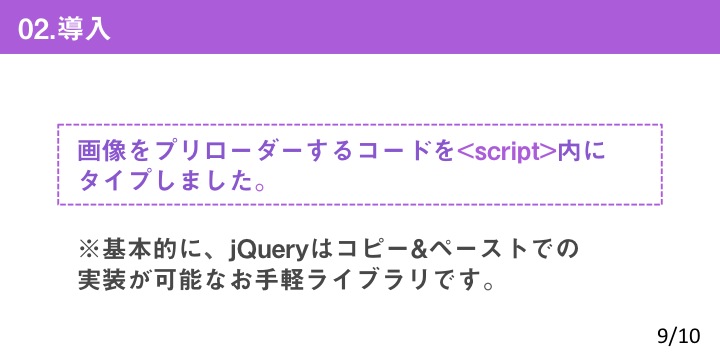 02.導入
画像をプリローダーするコードを<script>内に
タイプしました。
※基本的に、jQueryはコピー&ペーストでの
実装が可能なお手軽ライブラリです。
9/10